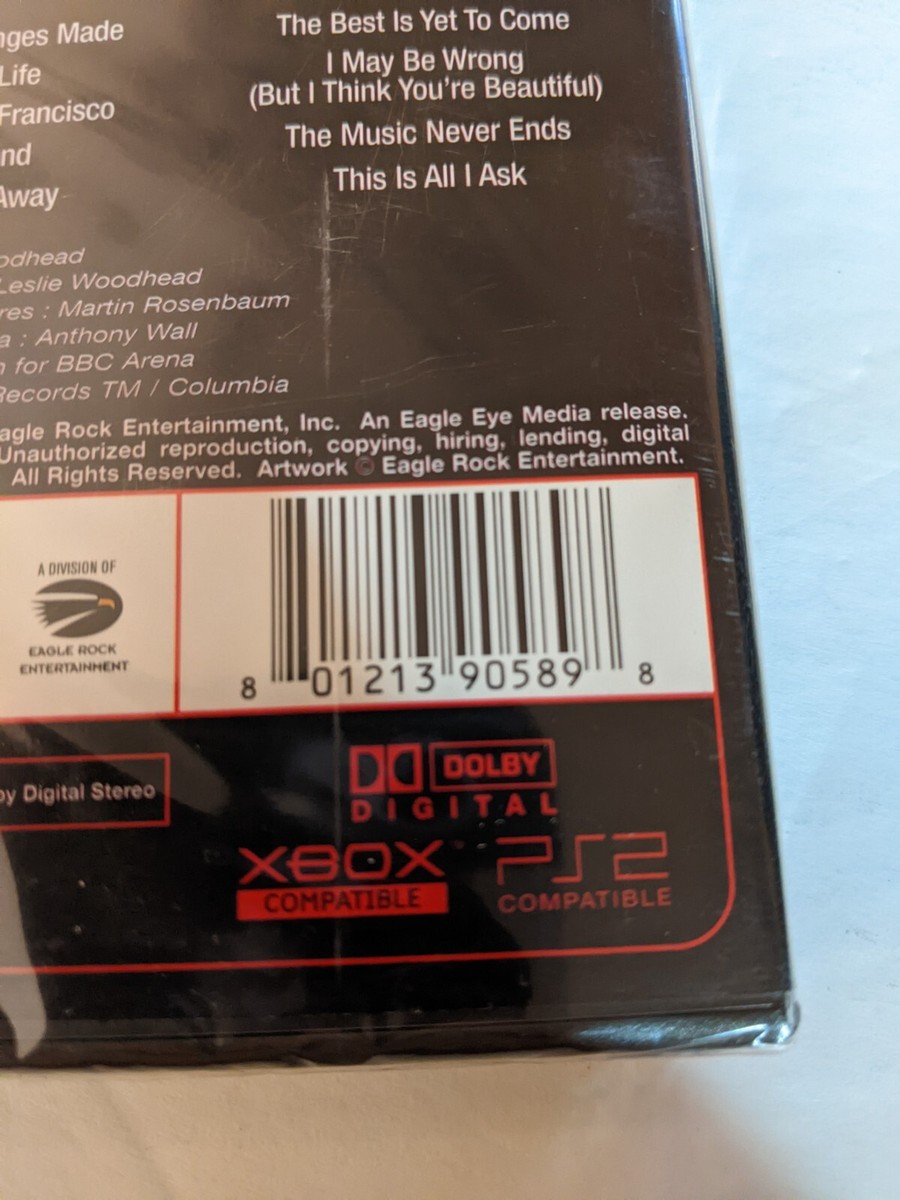 nges Made
Life
Francisco
nd
Away
The Best Is Yet To Come
I May Be Wrong
(But I Think You're Beautiful)
The Music Never Ends
This Is All I Ask
odhead
Leslie Woodhead
res : Martin Rosenbaum
a : Anthony Wall
n for BBC Arena
Records TM / Columbia
agle Rock Entertainment, Inc. An Eagle Eye Media release.
Unauthorized reproduction, copying, hiring, lending, digital
All Rights Reserved. Artwork © Eagle Rock Entertainment.
A DIVISION OF
EAGLE ROCK
ENTERTAINMENT
8 01213 90589 8
by Digital Stereo
DOLBY
DIGITAL
XBOX
COMPATIBLE
PS2
COMPATIBLE